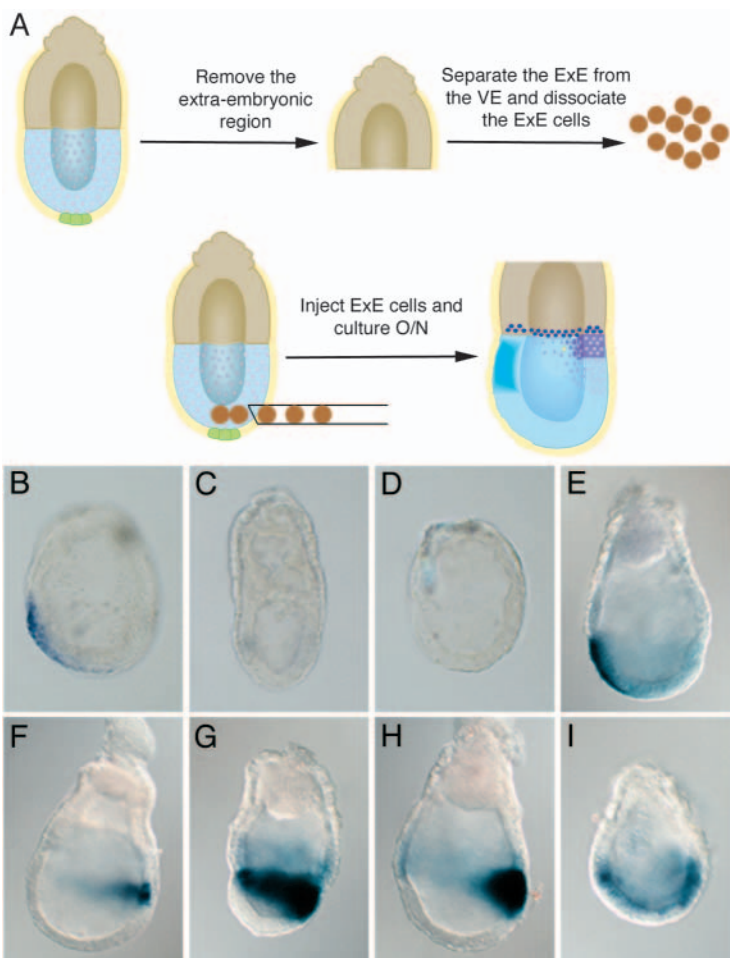 A
Remove the
extra-embryonic
region
Separate the ExE from
the VE and dissociate
the ExE cells
Inject ExE cells and
culture O/N
B
C
D
E
F
G
H
I